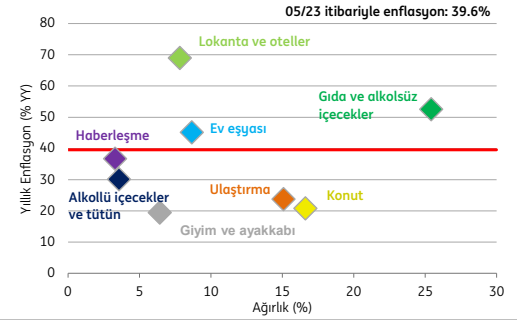 05/23 itibariyle enflasyon: 39.6%
Yıllık Enflasyon (% YY)
80
70
60
50
40
30
20
10
0
Lokanta ve oteller
Gıda ve alkolsüz
içecekler
Ev eşyası
Haberleşme
Alkollü içecekler
ve tütün
Ulaştırma
Konut
Giyim ve ayakkabı
0
5
10
15
20
25
30
Ağırlık (%)